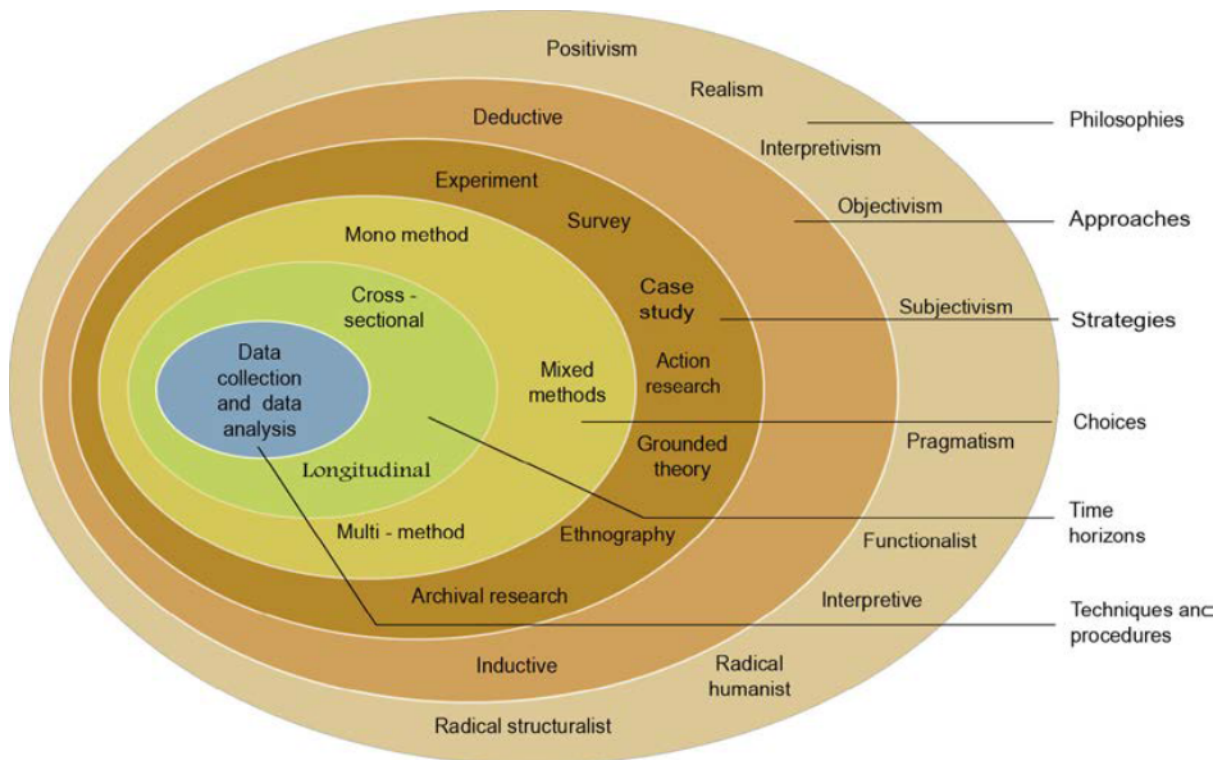 Positivism
Realism
Philosophies
Deductive
Interpretivism
Experiment
Objectivism
Approaches
Survey
Mono method
Case
study
Cross -
sectional
Subjectivism
Strategies
Data
collection
and data
analysis
Mixed
methods
Action
research
Choices
Grounded
theory
Pragmatism
Longitudinal
Time
horizons
Multi - method
Ethnography
Functionalist
Archival research
Interpretive
Techniques and
procedures
Inductive
Radical
humanist
Radical structuralist